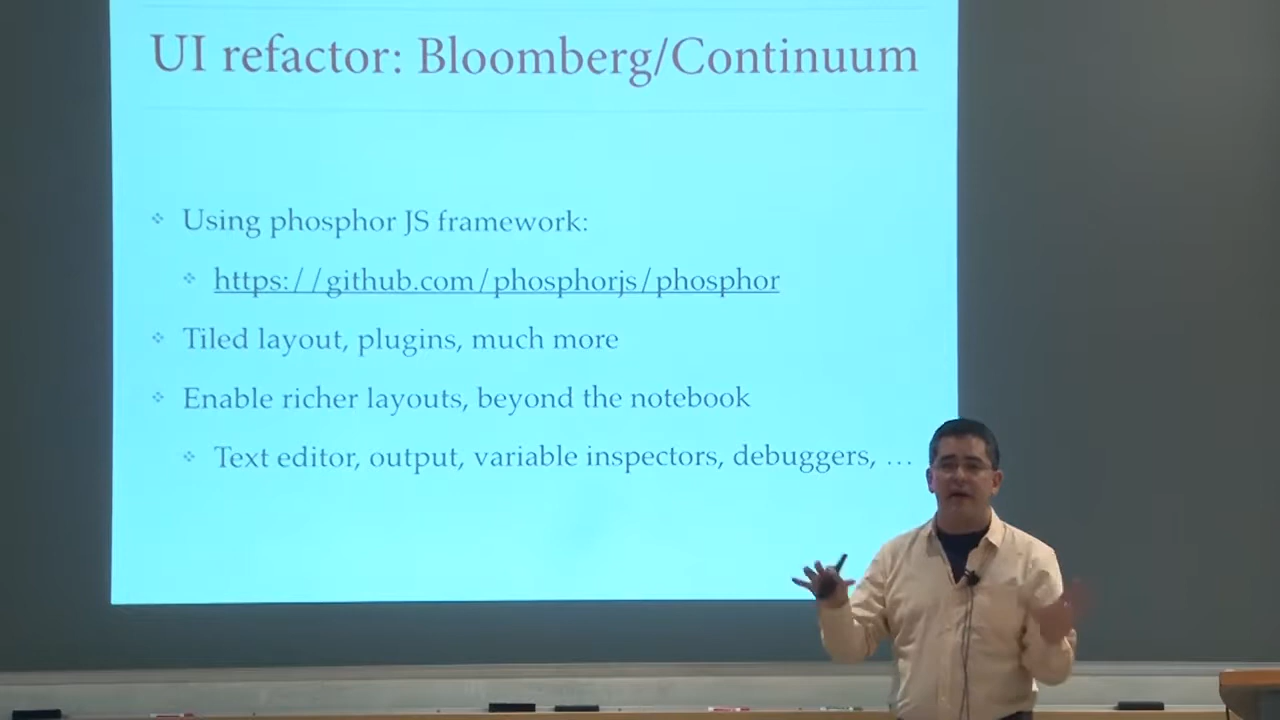 UI refactor: Bloomberg/Continuum
Using phosphor JS framework:
https://github.com/phosphorjs/phosphor
Tiled layout, plugins, much more
Enable richer layouts, beyond the notebook
Text editor, output, variable inspectors, debuggers, …